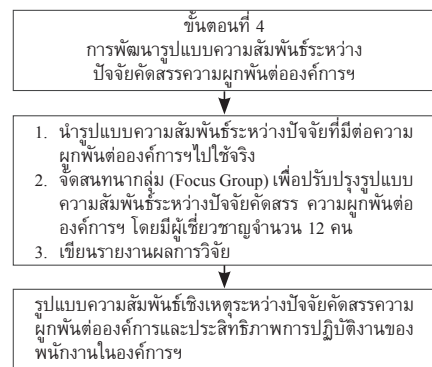 ขั้นตอนที่ 4
การพัฒนารูปแบบความสัมพันธ์ระหว่าง
ปัจจัยคัดสรรความผูกพันต่อองค์การฯ
1. นำรูปแบบความสัมพันธ์ระหว่างปัจจัยที่มีต่อความ
ผูกพันต่อองค์การฯไปใช้จริง
2. จัดสนทนากลุ่ม (Focus Group) เพื่อปรับปรุงรูปแบบ
ความสัมพันธ์ระหว่างปัจจัยคัดสรร ความผูกพันต่อ
องค์การฯ โดยมีผู้เชี่ยวชาญจำนวน 12 คน
3. เขียนรายงานผลการวิจัย
รูปแบบความสัมพันธ์เชิงเหตุระหว่างปัจจัยคัดสรรความ
ผูกพันต่อองค์การและประสิทธิภาพการปฏิบัติงานของ
พนักงานในองค์การฯ